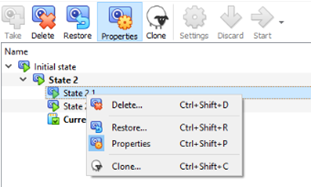 Take Delete Restore Properties Clone Settings Discard Start
Name
Initial state
State 2
State 2.1
State
Curre
Delete... Ctrl+Shift+D
Restore... Ctrl+Shift+R
Properties Ctrl+Shift+P
Clone... Ctrl+Shift+C